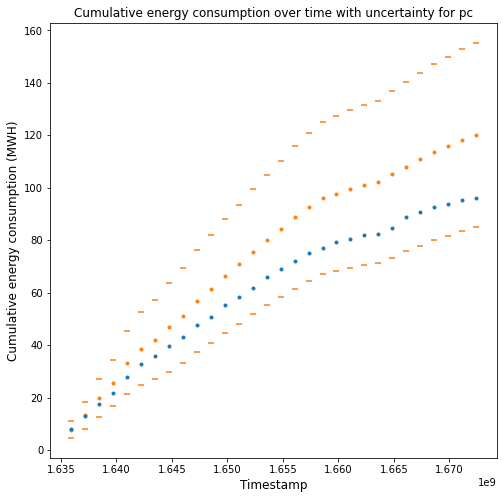 Cumulative energy consumption over time with uncertainty for pc
Cumulative energy consumption (MWH)
160
140
120
100
80
60
40
20
0
1.635 1.640 1.645 1.650 1.655 1.660 1.665 1.670
1e9
Timestamp